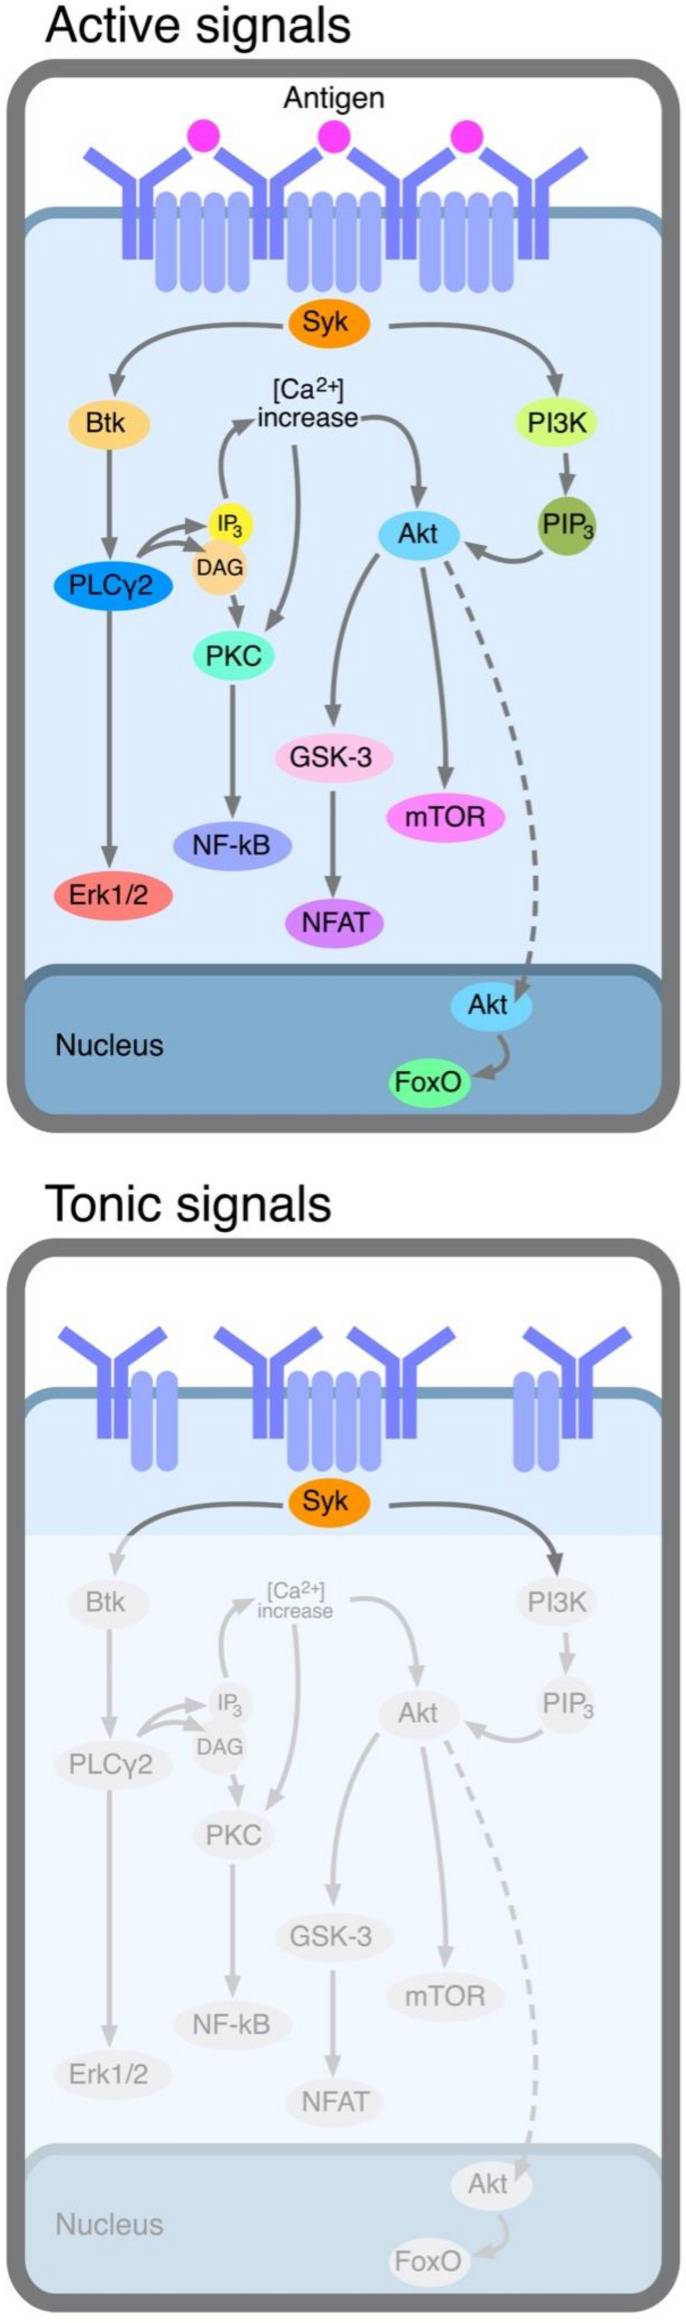 Active signals
Antigen
Syk
[Ca²⁺]
increase
Btk
PI3K
IP₃
Akt
PIP₃
DAG
PLCγ2
PKC
GSK-3
mTOR
NF-kB
Erk1/2
NFAT
Akt
Nucleus
FoxO
Tonic signals
Syk
[Ca²⁺]
increase
Btk
PI3K
IP₃
Akt
PIP₃
DAG
PLCγ2
PKC
GSK-3
mTOR
NF-kB
Erk1/2
NFAT
Akt
Nucleus
FoxO